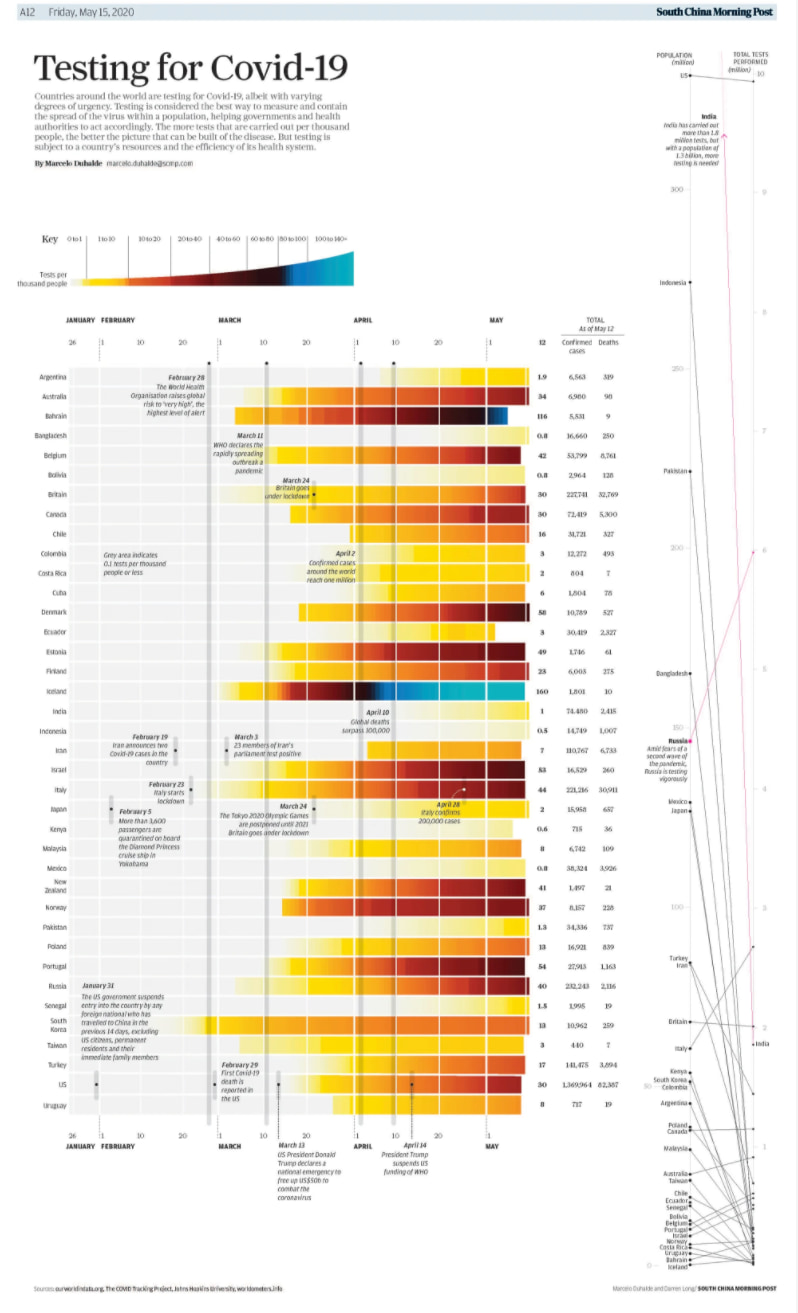 A12 Friday, May 15, 2020
South China Morning Post
Testing for Covid-19
Countries around the world are testing for Covid-19, albeit with varying
degrees of urgency. Testing is considered the best way to measure and contain
the spread of the virus within a population, helping governments and health
authorities to act accordingly. The more tests that are carried out per thousand
people, the better the picture that can be built of the disease. But testing is
subject to a country's resources and the efficiency of its health system.
By Marcelo Duhalde marcelo.duhalde@scmp.com
Key 0 to 1 1 to 10 10 to 20 20 to 40 40 to 60 60 to 80 80 to 100 100 to 140+
Tests per
thousand people
JANUARY FEBRUARY MARCH APRIL MAY TOTAL
As of May 12
26 1 10 20 1 10 20 1 10 20 1 12 Confirmed Deaths
cases
Argentina 1.9 6,563 319
Australia 34 6,980 98
Bahrain 116 5,531 9
Bangladesh 0.8 16,660 250
Belgium 42 53,799 8,761
Bolivia 0.8 2,964 128
Britain 30 227,741 32,769
Canada 30 72,419 5,300
Chile 16 31,721 327
Colombia 3 12,272 493
Costa Rica 2 804 7
Cuba 6 1,804 78
Denmark 58 10,789 527
Ecuador 3 30,419 2,327
Estonia 49 1,746 61
Finland 23 6,003 275
Iceland 160 1,801 10
India 1 74,480 2,415
Indonesia 0.5 14,749 1,007
Iran 7 110,767 6,733
Israel 53 16,529 260
Italy 44 221,216 30,911
Japan 2 15,968 657
Kenya 0.6 715 36
Malaysia 8 6,742 109
Mexico 0.8 38,324 3,926
New
Zealand 41 1,497 21
Norway 37 8,157 228
Pakistan 1.3 34,336 737
Poland 13 16,921 839
Portugal 54 27,913 1,163
Russia 40 232,243 2,116
Senegal 1.5 1,995 19
South
Korea 13 10,962 259
Taiwan 3 440 7
Turkey 17 141,475 3,894
US 30 1,369,964 82,387
Uruguay 8 717 19
February 28
The World Health
Organisation raises global
risk to 'very high', the
highest level of alert
March 11
WHO declares the
rapidly spreading
outbreak a
pandemic
March 24
Britain goes
under lockdown
Grey area indicates
0.1 tests per thousand
people or less
April 2
Confirmed cases
around the world
reach one million
April 10
Global deaths
surpass 100,000
February 19
Iran announces two
Covid-19 cases in the
country
March 3
23 members of Iran's
parliament test positive
February 23
Italy starts
lockdown
February 5
More than 3,600
passengers are
quarantined on board
the Diamond Princess
cruise ship in
Yokohama
March 24
The Tokyo 2020 Olympic Games
are postponed until 2021
Britain goes under lockdown
April 28
Italy confirms
200,000 cases
January 31
The US government suspends
entry into the country by any
foreign national who has
travelled to China in the
previous 14 days, excluding
US citizens, permanent
residents and their
immediate family members
February 29
First Covid-19
death is
reported in
the US
26 1 10 20 1 10 20 1 10 20 1
JANUARY FEBRUARY MARCH APRIL MAY
March 13
US President Donald
Trump declares a
national emergency to
free up US$50b to
combat the
coronavirus
April 14
President Trump
suspends US
funding of WHO
POPULATION
(million)
TOTAL TESTS
PERFORMED
(million)
US
10
India
India has carried out
more than 1.8
million tests, but
with a population of
1.3 billion, more
testing is needed
300
9
Indonesia
8
250
7
Pakistan
200
6
Bangladesh
5
150
Russia
Amid fears of a
second wave of
the pandemic,
Russia is testing
vigorously
4
Mexico
Japan
100
3
Turkey
Iran
Britain
2
Italy
India
Kenya
South Korea
50
Colombia
Argentina
Poland
Canada
1
Malaysia
Australia
Taiwan
Chile
Ecuador
Senegal
Bolivia
Belgium
Portugal
Israel
Norway
Costa Rica
Uruguay
Bahrain
Iceland
0
Sources: ourworldindata.org, The COVID Tracking Project, Johns Hopkins University, worldometers.info
Marcelo Duhalde and Darren Long / SOUTH CHINA MORNING POST